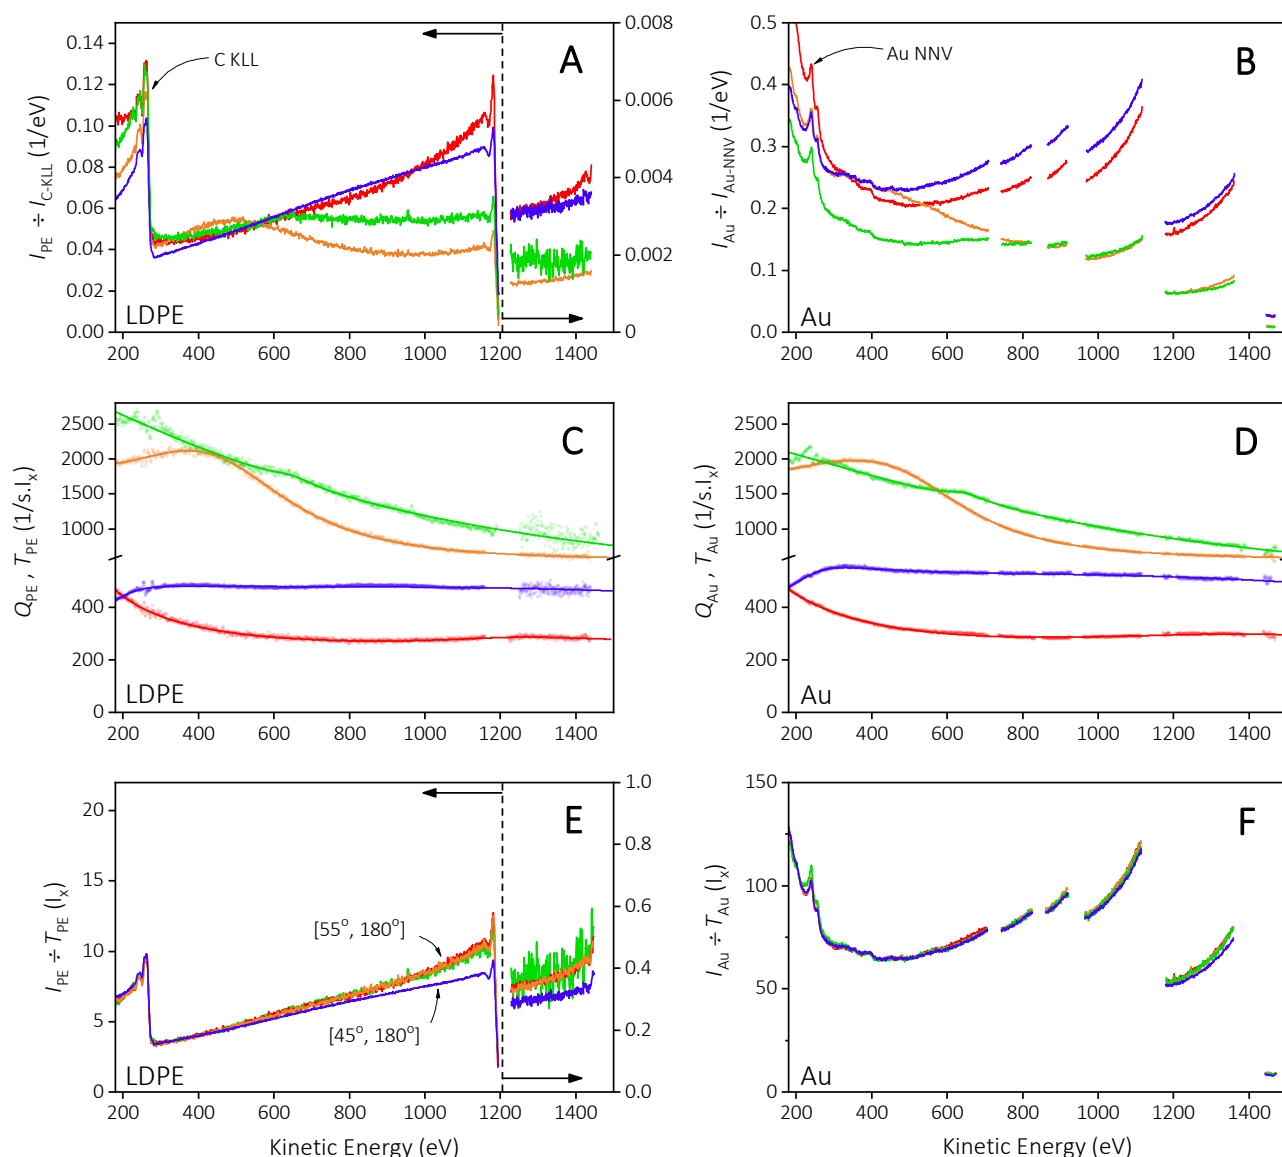 A
I_PE ÷ I_C-KLL (1/eV)
0.14
0.12
0.10
0.08
0.06
0.04
0.02
0.00
0.008
0.006
0.004
0.002
0
C KLL
LDPE
200 400 600 800 1000 1200 1400
B
I_Au ÷ I_Au-NNV (1/eV)
0.5
0.4
0.3
0.2
0.1
0.0
Au NNV
Au
200 400 600 800 1000 1200 1400
C
Q_PE , T_PE (1/s.I_x)
2500
2000
1500
1000
400
200
0
LDPE
200 400 600 800 1000 1200 1400
D
Q_Au , T_Au (1/s.I_x)
2500
2000
1500
1000
400
200
0
Au
200 400 600 800 1000 1200 1400
E
I_PE ÷ T_PE (I_x)
20
15
10
5
0
1.0
0.8
0.6
0.4
0.2
0.0
[55°, 180°]
[45°, 180°]
LDPE
200 400 600 800 1000 1200 1400
Kinetic Energy (eV)
F
I_Au ÷ T_Au (I_x)
150
100
50
0
Au
200 400 600 800 1000 1200 1400
Kinetic Energy (eV)